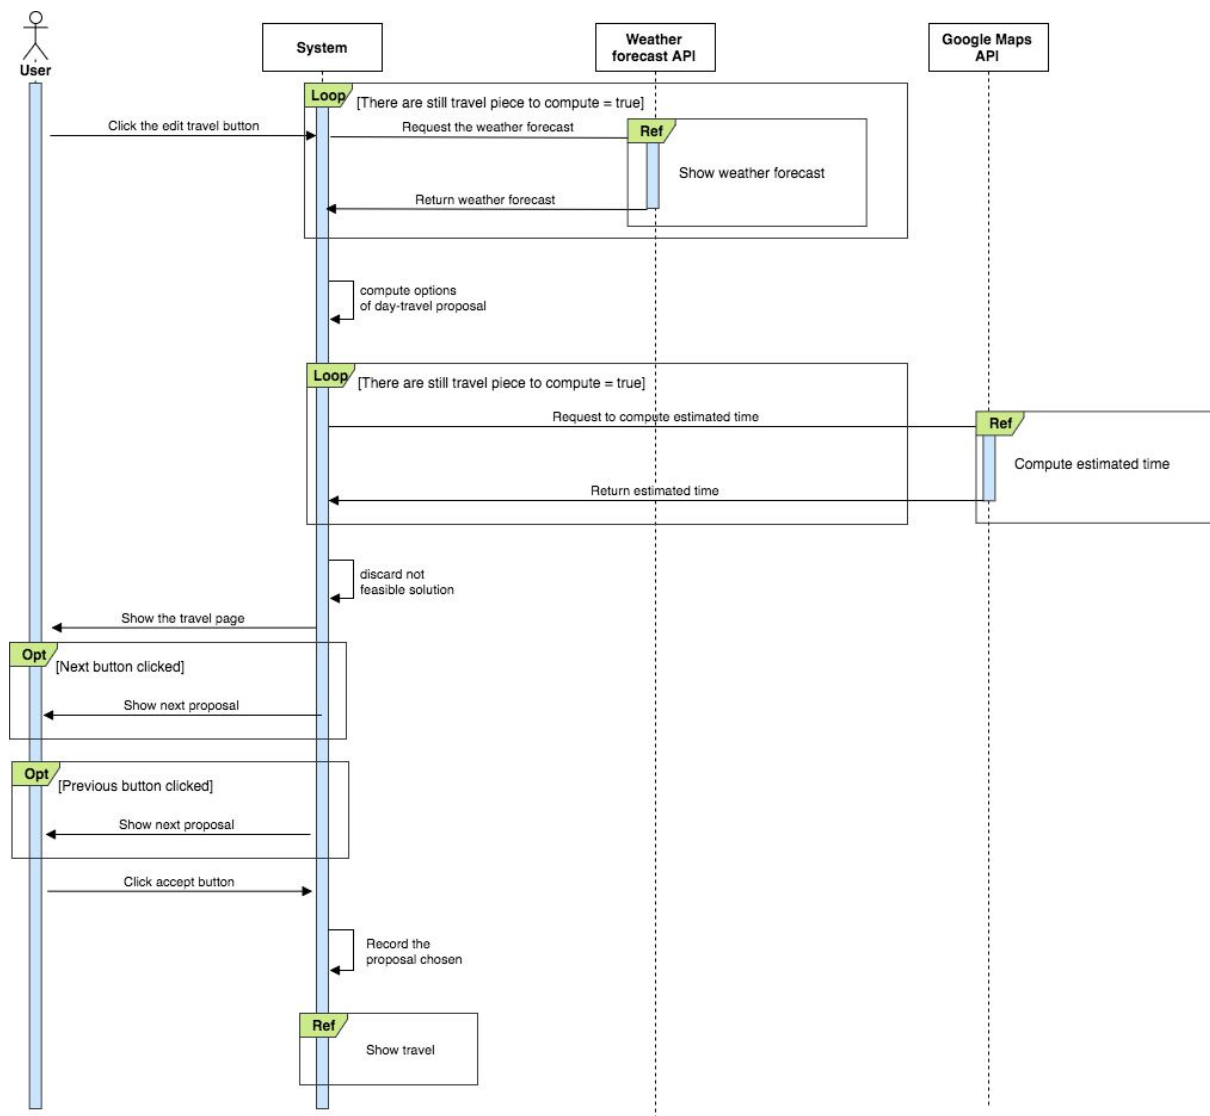 User
System
Weather
forecast API
Google Maps
API
Loop
[There are still travel piece to compute = true]
Click the edit travel button
Request the weather forecast
Ref
Show weather forecast
Return weather forecast
compute options
of day-travel proposal
Loop
[There are still travel piece to compute = true]
Request to compute estimated time
Ref
Compute estimated time
Return estimated time
discard not
feasible solution
Show the travel page
Opt
[Next button clicked]
Show next proposal
Opt
[Previous button clicked]
Show next proposal
Click accept button
Record the
proposal chosen
Ref
Show travel